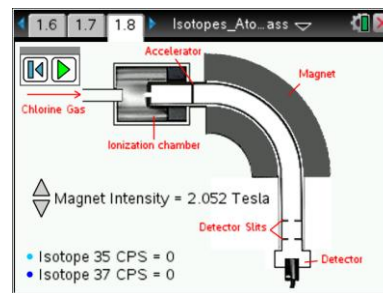 1.6 1.7 1.8 Isotopes_Ato...ass
Accelerator
Magnet
Chlorine Gas
Ionization chamber
Magnet Intensity = 2.052 Tesla
Detector Slits
Isotope 35 CPS = 0
Isotope 37 CPS = 0
Detector